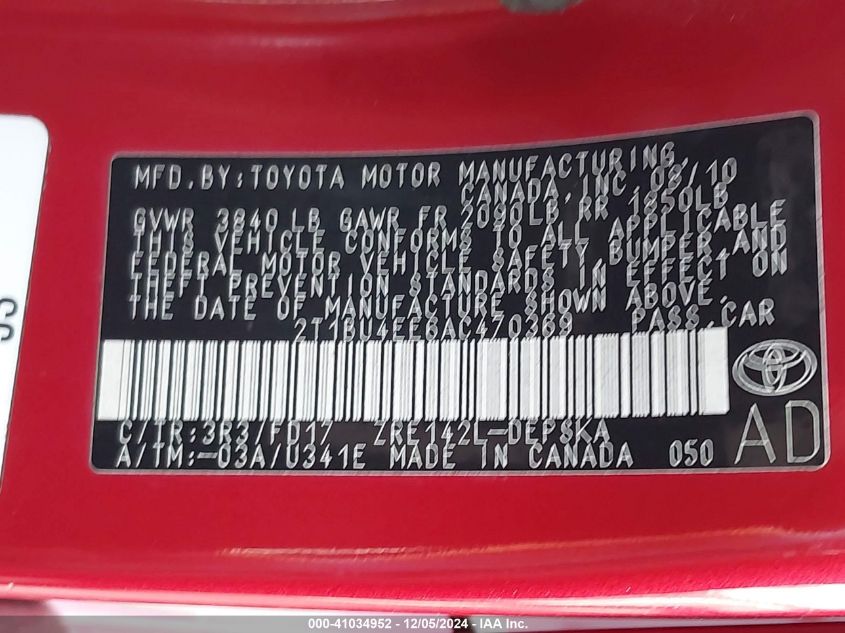 MFD.BY:TOYOTA MOTOR MANUFACTURING,
CANADA,INC.08/10
GVWR 3840 LB GAWR FR 2090LB RR 1850LB
THIS VEHICLE CONFORMS TO ALL APPLICABLE
FEDERAL MOTOR VEHICLE SAFETY BUMPER AND
THEFT PREVENTION STANDARDS IN EFFECT ON
THE DATE OF MANUFACTURE SHOWN ABOVE.
2T1BU4EE6AC470369 PASS.CAR
C/TR:3R3/FD17 ZRE142L-DEPSKA
A/TM:-03A/U341E MADE IN CANADA 050
AD
000-41034952 - 12/05/2024 - IAA Inc.